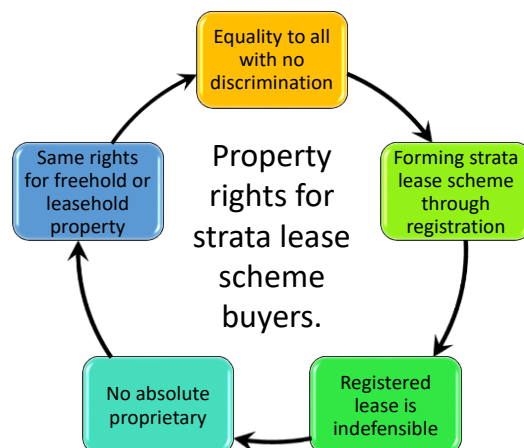 Equality to all
with no
discrimination
Forming strata
lease scheme
through
registration
Registered
lease is
indefensible
No absolute
proprietary
Same rights
for freehold or
leasehold
property
Property
rights for
strata lease
scheme
buyers.